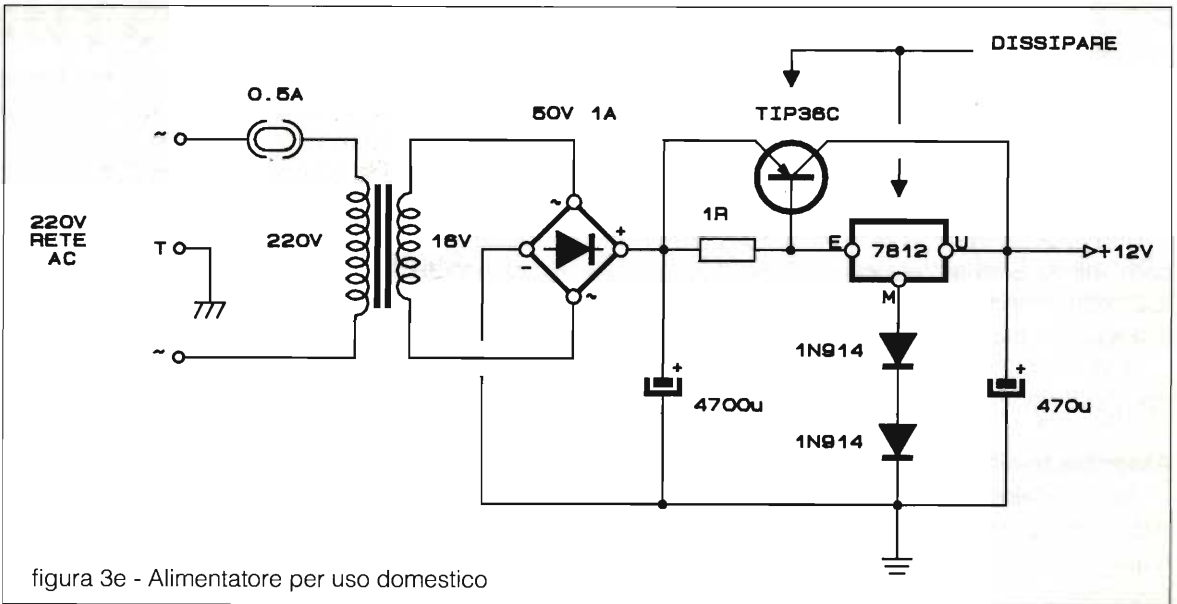 DISSIPARE
0.5A
50V 1A
TIP36C
~
220V
RETE
AC
T
~
220V
16V
~
+
-
~
1R
E
7812
U
M
+12V
1N914
1N914
+
4700u
+
470u
figura 3e - Alimentatore per uso domestico